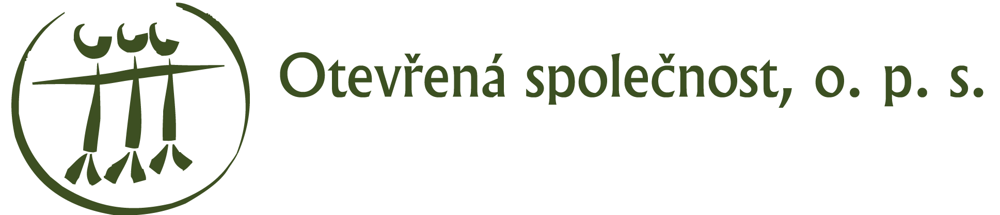 Otevřená společnost, o. p. s.